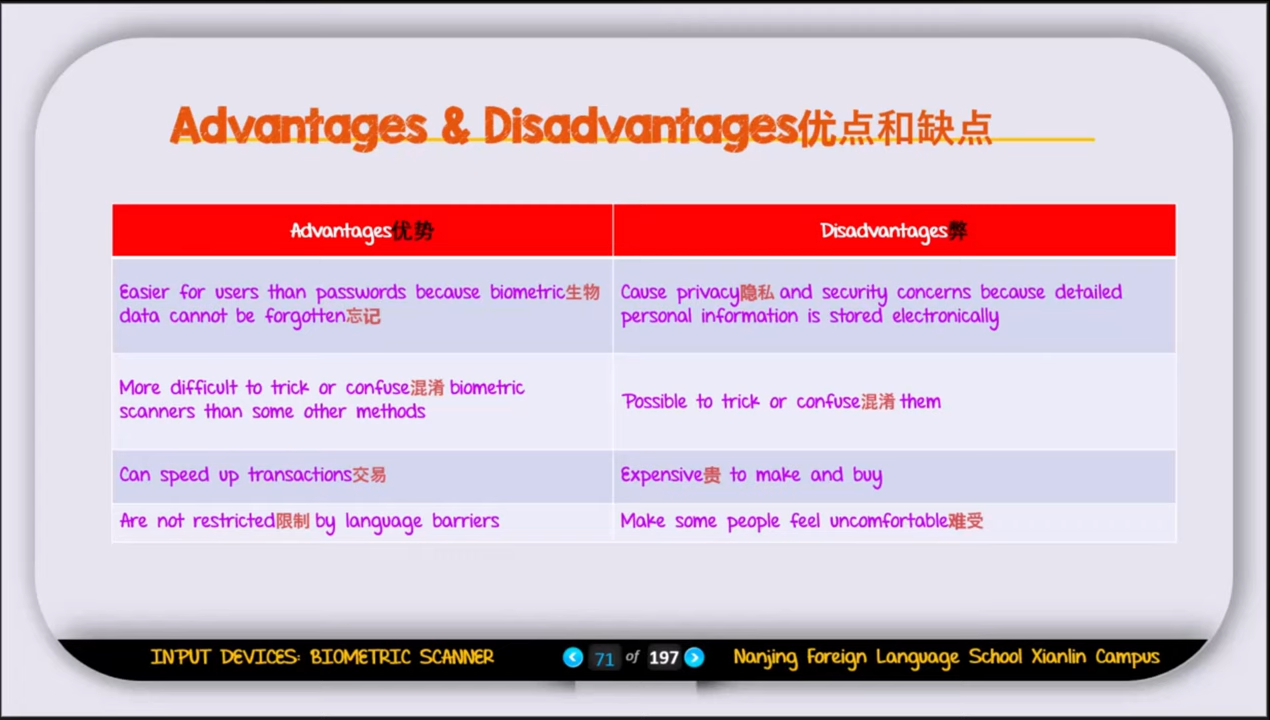 Advantages & Disadvantages优点和缺点
Advantages优势
Disadvantages弊
Easier for users than passwords because biometric生物
data cannot be forgotten忘记
Cause privacy隐私 and security concerns because detailed
personal information is stored electronically
More difficult to trick or confuse混淆 biometric
scanners than some other methods
Possible to trick or confuse混淆 them
Can speed up transactions交易
Expensive贵 to make and buy
Are not restricted限制 by language barriers
Make some people feel uncomfortable难受
INPUT DEVICES: BIOMETRIC SCANNER
71 of 197
Nanjing Foreign Language School Xianlin Campus